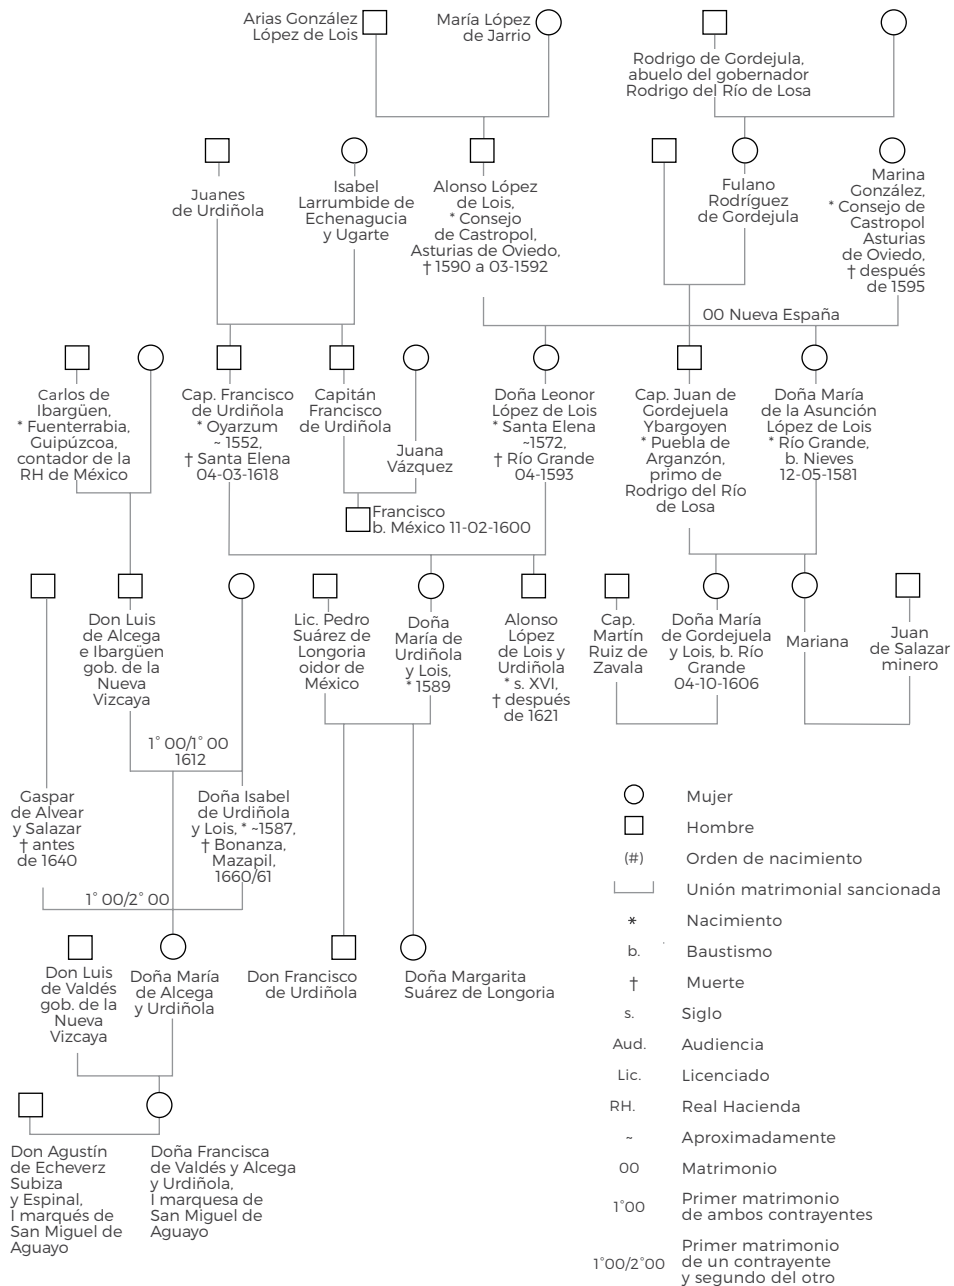 Arias González
López de Lois
María López
de Jarrio
Rodrigo de Gordejula,
abuelo del gobernador
Rodrigo del Río de Losa
Juanes
de Urdiñola
Isabel
Larrumbide de
Echenagucia
y Ugarte
Alonso López
de Lois,
* Consejo
de Castropol,
Asturias de Oviedo,
† 1590 a 03-1592
Fulano
Rodríguez
de Gordejula
Marina
González,
* Consejo de
Castropol
Asturias
de Oviedo,
† después
de 1595
00 Nueva España
Carlos de
Ibargüen,
* Fuenterrabia,
Guipúzcoa,
contador de la
RH de México
Cap. Francisco
de Urdiñola
* Oyarzum
~ 1552,
† Santa Elena
04-03-1618
Capitán
Francisco
de Urdiñola
Juana
Vázquez
Doña Leonor
López de Lois
* Santa Elena
~1572,
† Río Grande
04-1593
Cap. Juan de
Gordejuela
Ybargoyen
* Puebla de
Arganzón,
primo de
Rodrigo del Río
de Losa
Doña María
de la Asunción
López de Lois
* Río Grande,
b. Nieves
12-05-1581
Francisco
b. México 11-02-1600
Don Luis
de Alcega
e Ibargüen
gob. de la
Nueva
Vizcaya
Lic. Pedro
Suárez de
Longoria
oidor de
México
Doña
María de
Urdiñola
y Lois,
* 1589
Alonso
López
de Lois y
Urdiñola
* s. XVI,
† después
de 1621
Cap.
Martín
Ruiz de
Zavala
Doña María
de Gordejuela
y Lois, b. Río
Grande
04-10-1606
Mariana
Juan
de Salazar
minero
1° 00/1° 00
1612
Gaspar
de Alvear
y Salazar
† antes
de 1640
Doña Isabel
de Urdiñola
y Lois, * ~1587,
† Bonanza,
Mazapil,
1660/61
1° 00/2° 00
Don Luis
de Valdés
gob. de la
Nueva
Vizcaya
Doña María
de Alcega
y Urdiñola
Don Francisco
de Urdiñola
Doña Margarita
Suárez de Longoria
Don Agustín
de Echeverz
Subiza
y Espinal,
I marqués de
San Miguel de
Aguayo
Doña Francisca
de Valdés y Alcega
y Urdiñola,
I marquesa de
San Miguel de
Aguayo
Mujer
Hombre
(#) Orden de nacimiento
Unión matrimonial sancionada
* Nacimiento
b. Baustismo
† Muerte
s. Siglo
Aud. Audiencia
Lic. Licenciado
RH. Real Hacienda
~ Aproximadamente
00 Matrimonio
1°00 Primer matrimonio
de ambos contrayentes
1°00/2°00 Primer matrimonio
de un contrayente
y segundo del otro